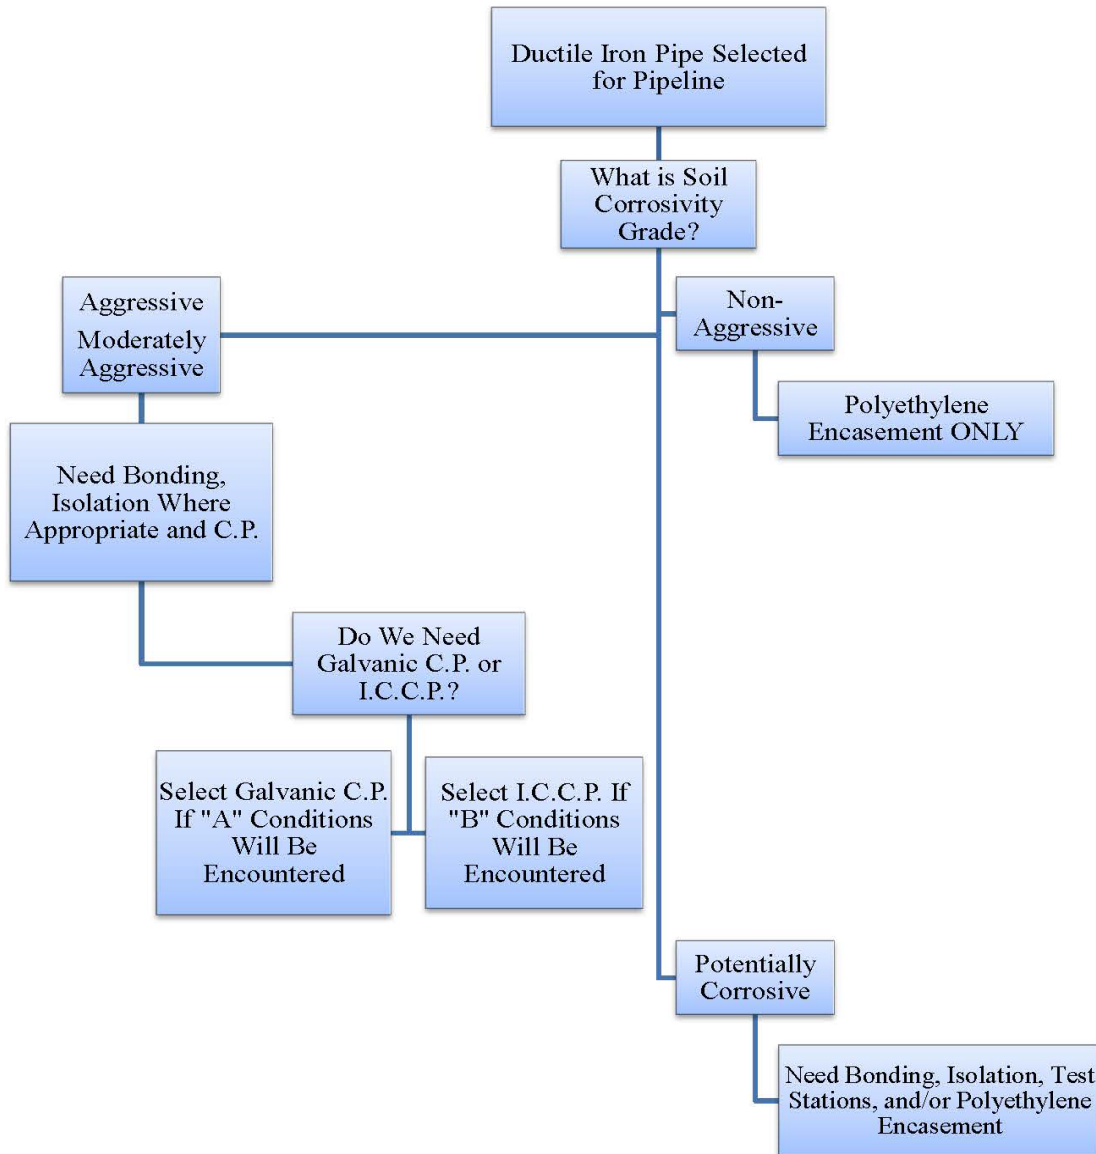 Ductile Iron Pipe Selected
for Pipeline
What is Soil
Corrosivity
Grade?
Aggressive
Moderately
Aggressive
Non-
Aggressive
Polyethylene
Encasement ONLY
Need Bonding,
Isolation Where
Appropriate and C.P.
Do We Need
Galvanic C.P. or
I.C.C.P.?
Select Galvanic C.P.
If "A" Conditions
Will Be
Encountered
Select I.C.C.P. If
"B" Conditions
Will Be
Encountered
Potentially
Corrosive
Need Bonding, Isolation, Test
Stations, and/or Polyethylene
Encasement